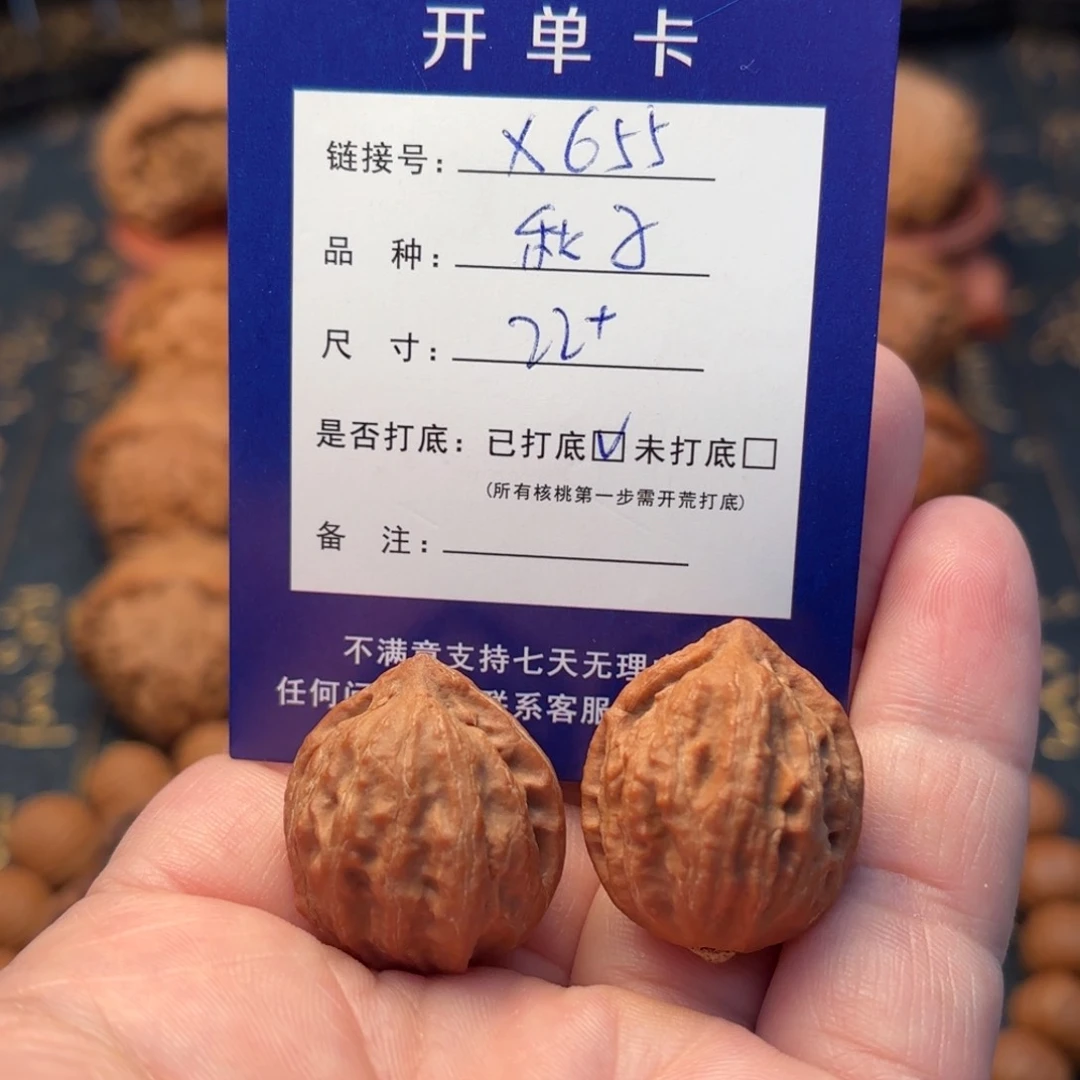 开单卡
链接号: X655
品 种: 秋子
尺 寸: 22+
是否打底: 已打底☑ 未打底□
(所有核桃第一步需开荒打底)
备 注:
不满意支持七天无理
任何 联系客服